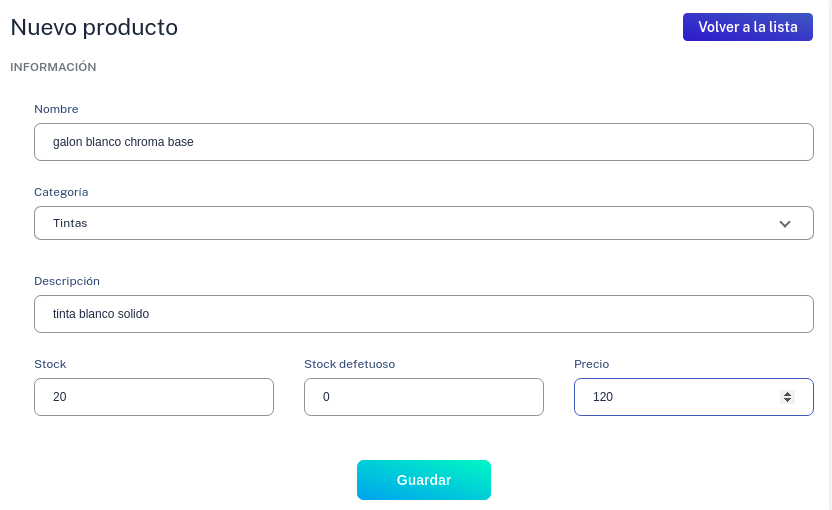 Nuevo producto
Volver a la lista
INFORMACIÓN
Nombre
galon blanco chroma base
Categoría
Tintas
Descripción
tinta blanco solido
Stock
Stock defetuoso
Precio
20
0
120
Guardar